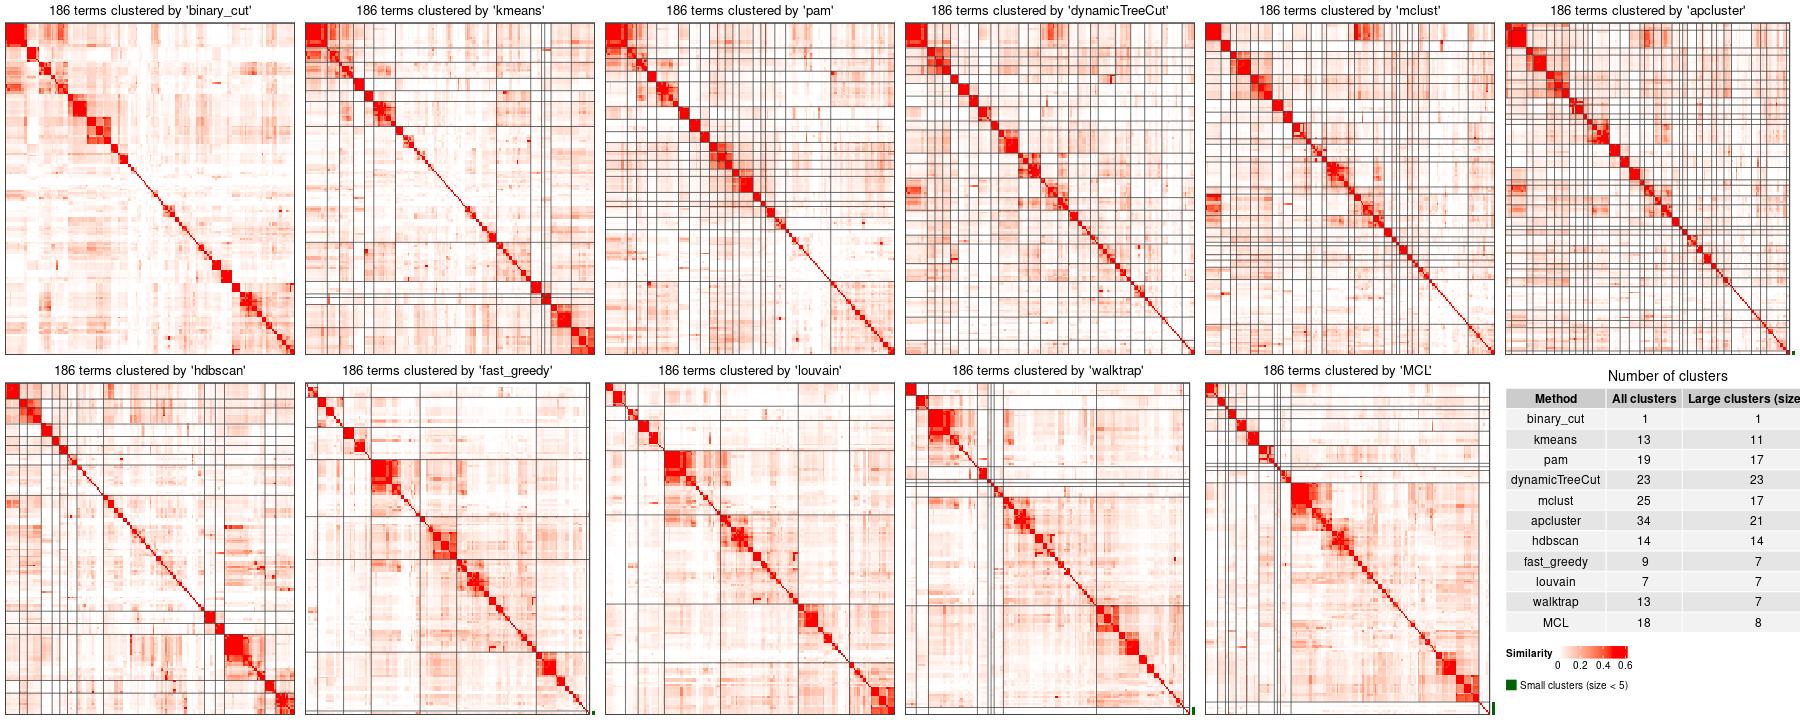 186 terms clustered by 'binary_cut'
186 terms clustered by 'kmeans'
186 terms clustered by 'pam'
186 terms clustered by 'dynamicTreeCut'
186 terms clustered by 'mclust'
186 terms clustered by 'apcluster'
186 terms clustered by 'hdbscan'
186 terms clustered by 'fast_greedy'
186 terms clustered by 'louvain'
186 terms clustered by 'walktrap'
186 terms clustered by 'MCL'
Number of clusters
Method All clusters Large clusters (size
binary_cut 1 1
kmeans 13 11
pam 19 17
dynamicTreeCut 23 23
mclust 25 17
apcluster 34 21
hdbscan 14 14
fast_greedy 9 7
louvain 7 7
walktrap 13 7
MCL 18 8
Similarity
0 0.2 0.4 0.6
Small clusters (size < 5)